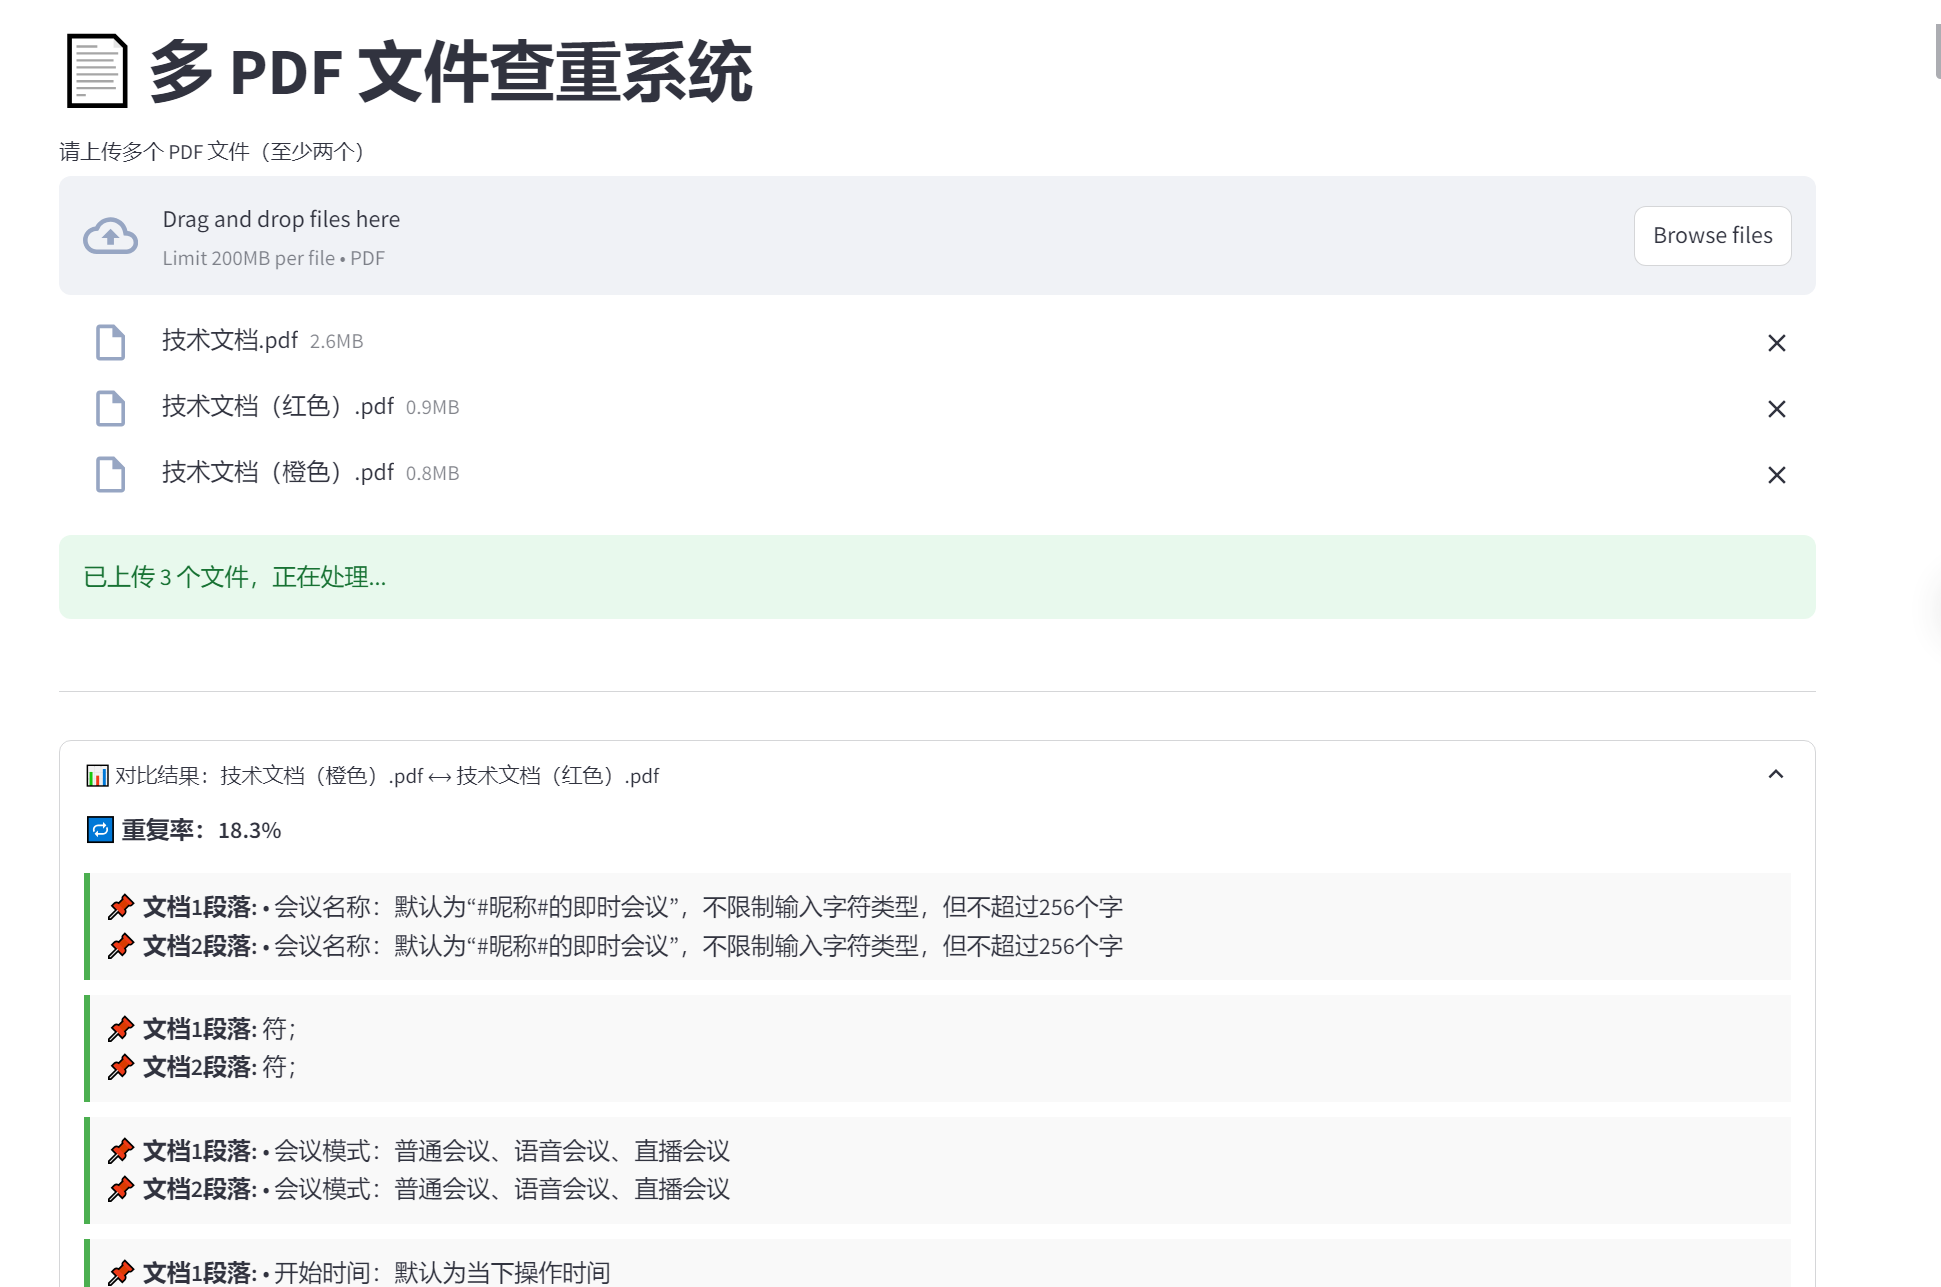 多 PDF 文件查重系统
请上传多个 PDF 文件（至少两个）
Drag and drop files here
Limit 200MB per file • PDF
Browse files
技术文档.pdf 2.6MB
技术文档（红色）.pdf 0.9MB
技术文档（橙色）.pdf 0.8MB
已上传 3 个文件，正在处理...
对比结果：技术文档（橙色）.pdf ↔ 技术文档（红色）.pdf
重复率：18.3%
文档1段落: • 会议名称：默认为“#昵称#的即时会议”，不限制输入字符类型，但不超过256个字
文档2段落: • 会议名称：默认为“#昵称#的即时会议”，不限制输入字符类型，但不超过256个字
文档1段落: 符；
文档2段落: 符；
文档1段落: • 会议模式：普通会议、语音会议、直播会议
文档2段落: • 会议模式：普通会议、语音会议、直播会议
文档1段落: • 开始时间：默认为当下操作时间